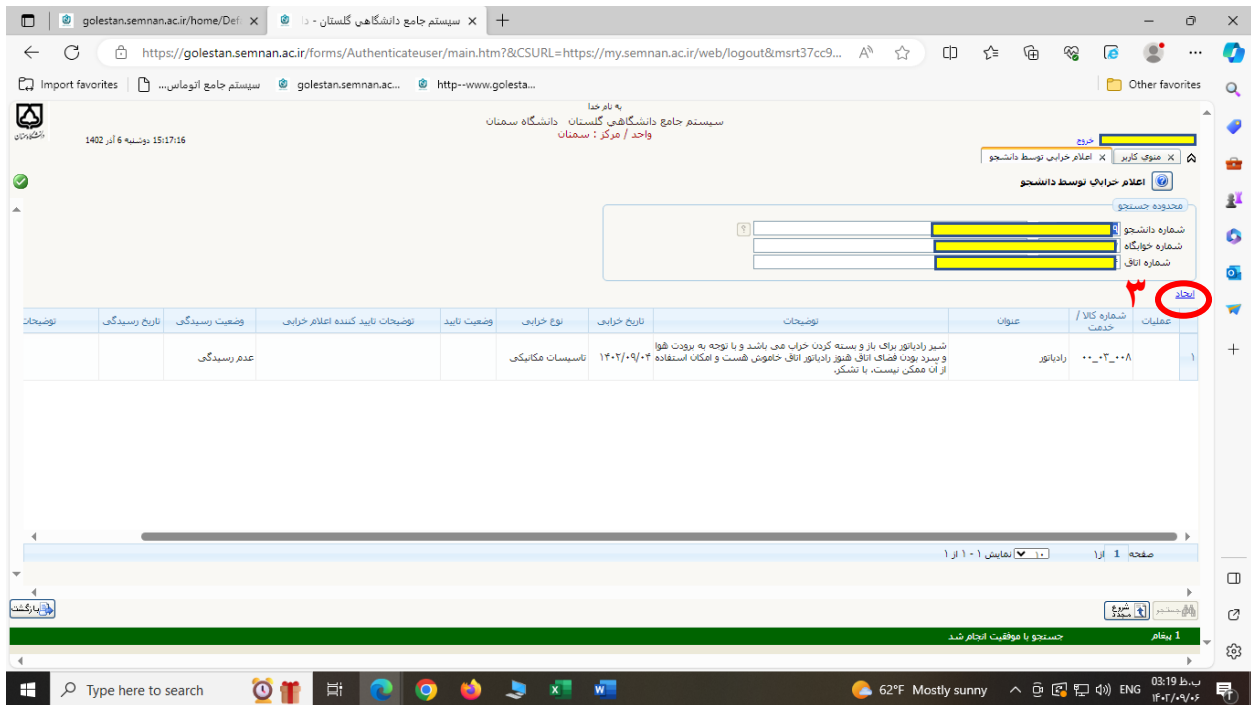 golestan.semnan.ac.ir/home/Def
سیستم جامع دانشگاهی گلستان - دا
https://golestan.semnan.ac.ir/forms/Authenticateuser/main.htm?&CSURL=https://my.semnan.ac.ir/web/logout&msrt37cc9...
Import favorites
سیستم جامع اتوماس...
golestan.semnan.ac...
http--www.golesta...
Other favorites
به نام خدا
سیستم جامع دانشگاهی گلستان دانشگاه سمنان
واحد / مرکز : سمنان
15:17:16 دوشنبه 6 آذر 1402
خروج
منوی کاربر
اعلام خرابی توسط دانشجو
اعلام خرابي توسط دانشجو
محدوده جستجو
شماره دانشجو
شماره خوابگاه
شماره اتاق
۳
ایجاد
عملیات شماره کالا / خدمت عنوان توضیحات تاریخ خرابی نوع خرابی وضعیت تایید توضیحات تایید کننده اعلام خرابی وضعیت رسیدگی تاریخ رسیدگی توضیحات
۱ ۰۰_۰۳_۰۰۸ رادیاتور شیر رادیاتور برای باز و بسته کردن خراب می باشد و با توجه به برودت هوا
و سرد بودن فضای اتاق هنوز رادیاتور اتاق خاموش هست و امکان استفاده ۱۴۰۲/۰۹/۰۴ تاسیسات مکانیکی عدم رسیدگی
از آن ممکن نیست. با تشکر.
صفحه 1 از۱ ۱۰ نمایش ۱ - ۱ از ۱
جستجو شروع مجدد بازگشت
1 پیغام جستجو با موفقیت انجام شد
Type here to search
62°F Mostly sunny
ENG
03:19 ب.ظ
۱۴۰۲/۰۹/۰۶